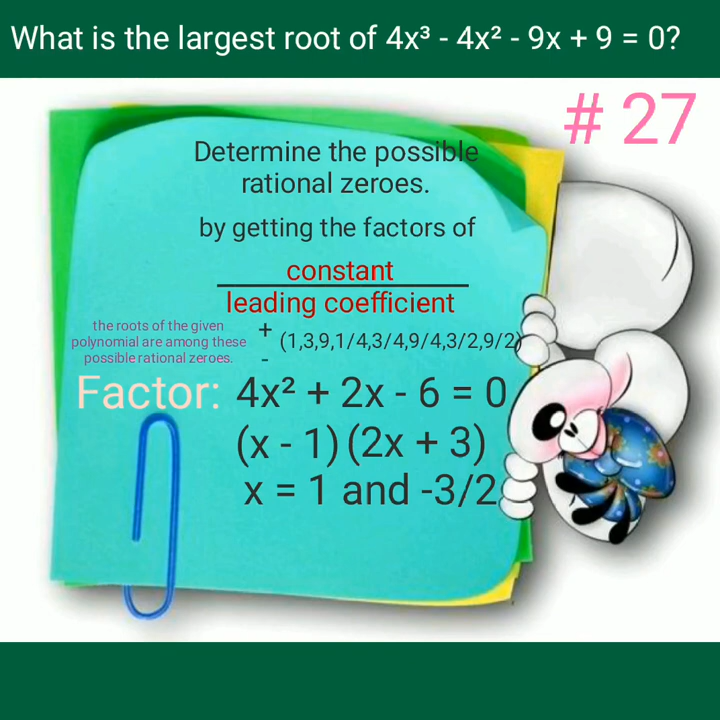 What is the largest root of 4x³ - 4x² - 9x + 9 = 0?
# 27
Determine the possible
rational zeroes.
by getting the factors of
constant
leading coefficient
the roots of the given
polynomial are among these
possible rational zeroes.
+
-
(1,3,9,1/4,3/4,9/4,3/2,9/2)
Factor: 4x² + 2x - 6 = 0
(x - 1)(2x + 3)
x = 1 and -3/2